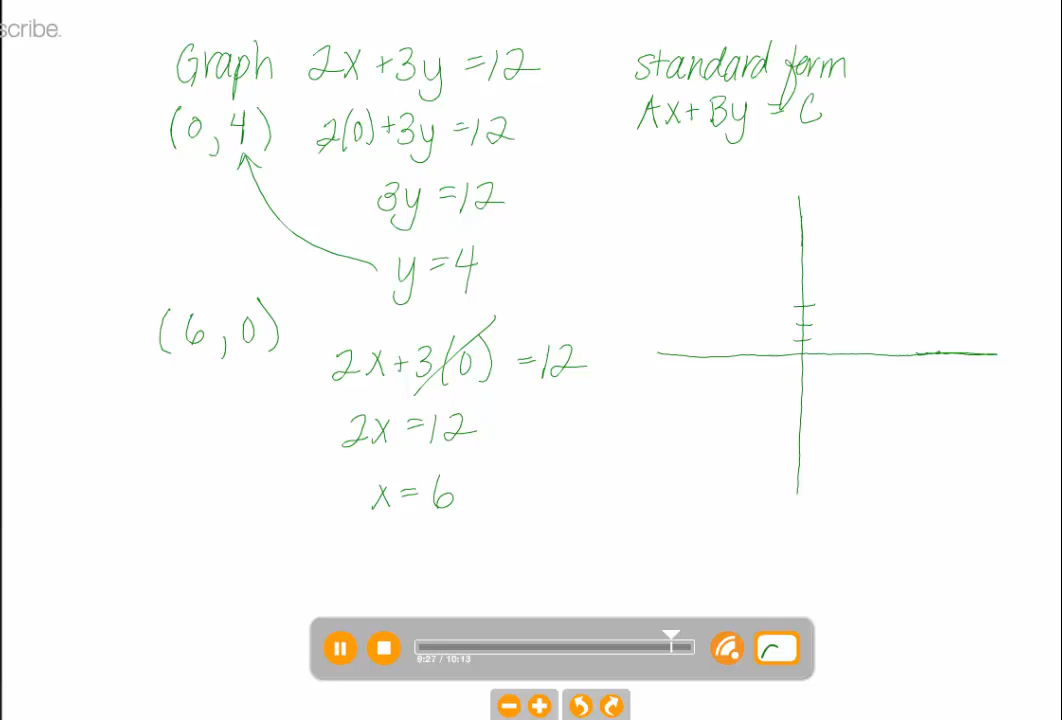 scribe.
Graph 2x + 3y = 12
(0, 4) 2(0) + 3y = 12
3y = 12
y = 4
(6, 0)
2x + 3(0) = 12
2x = 12
x = 6
standard form
Ax + By = C
9:27 / 10:13